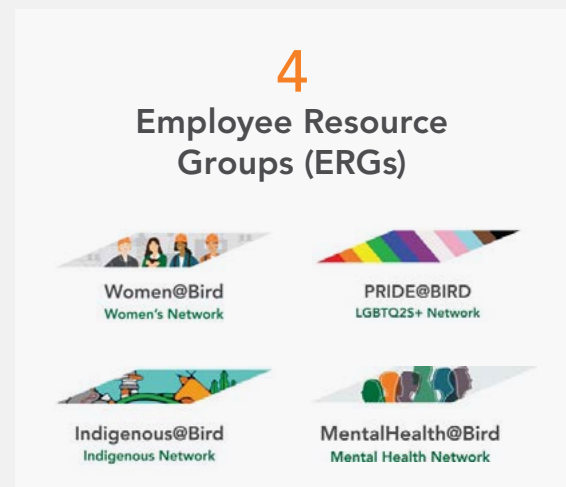 4
Employee Resource
Groups (ERGs)
Women@Bird
Women's Network
PRIDE@BIRD
LGBTQ2S+ Network
Indigenous@Bird
Indigenous Network
MentalHealth@Bird
Mental Health Network